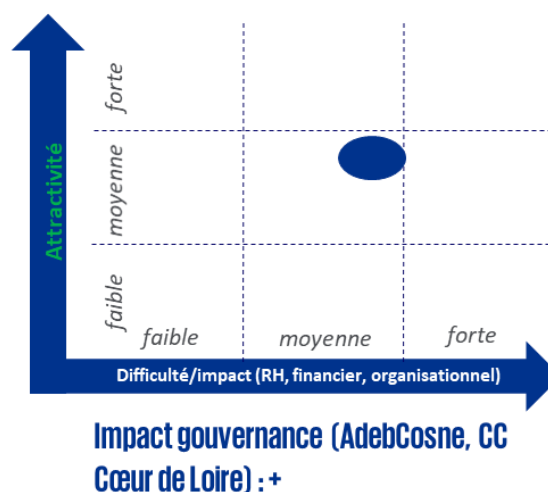 Attractivité
forte
moyenne
faible
faible moyenne forte
Difficulté/impact (RH, financier, organisationnel)
Impact gouvernance (AdebCosne, CC
Cœur de Loire) : +